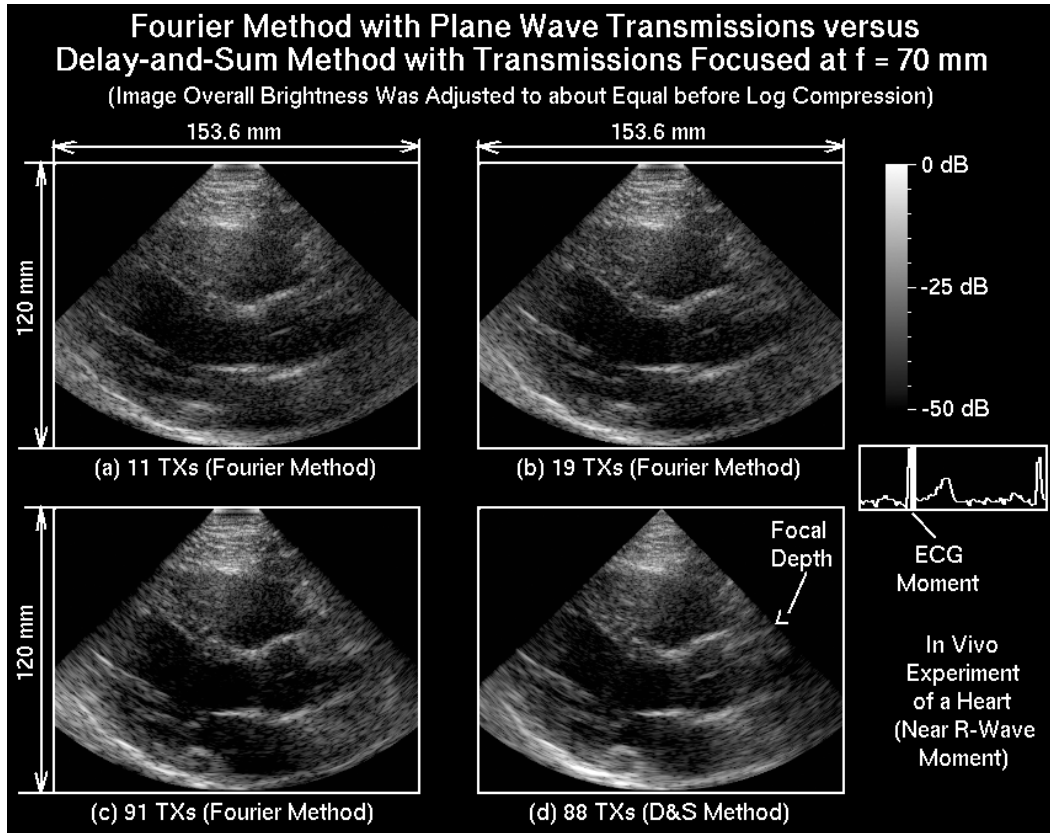 Fourier Method with Plane Wave Transmissions versus
Delay-and-Sum Method with Transmissions Focused at f = 70 mm
(Image Overall Brightness Was Adjusted to about Equal before Log Compression)
153.6 mm
153.6 mm
120 mm
0 dB
-25 dB
-50 dB
(a) 11 TXs (Fourier Method)
(b) 19 TXs (Fourier Method)
ECG
Moment
120 mm
Focal
Depth
In Vivo
Experiment
of a Heart
(Near R-Wave
Moment)
(c) 91 TXs (Fourier Method)
(d) 88 TXs (D&S Method)